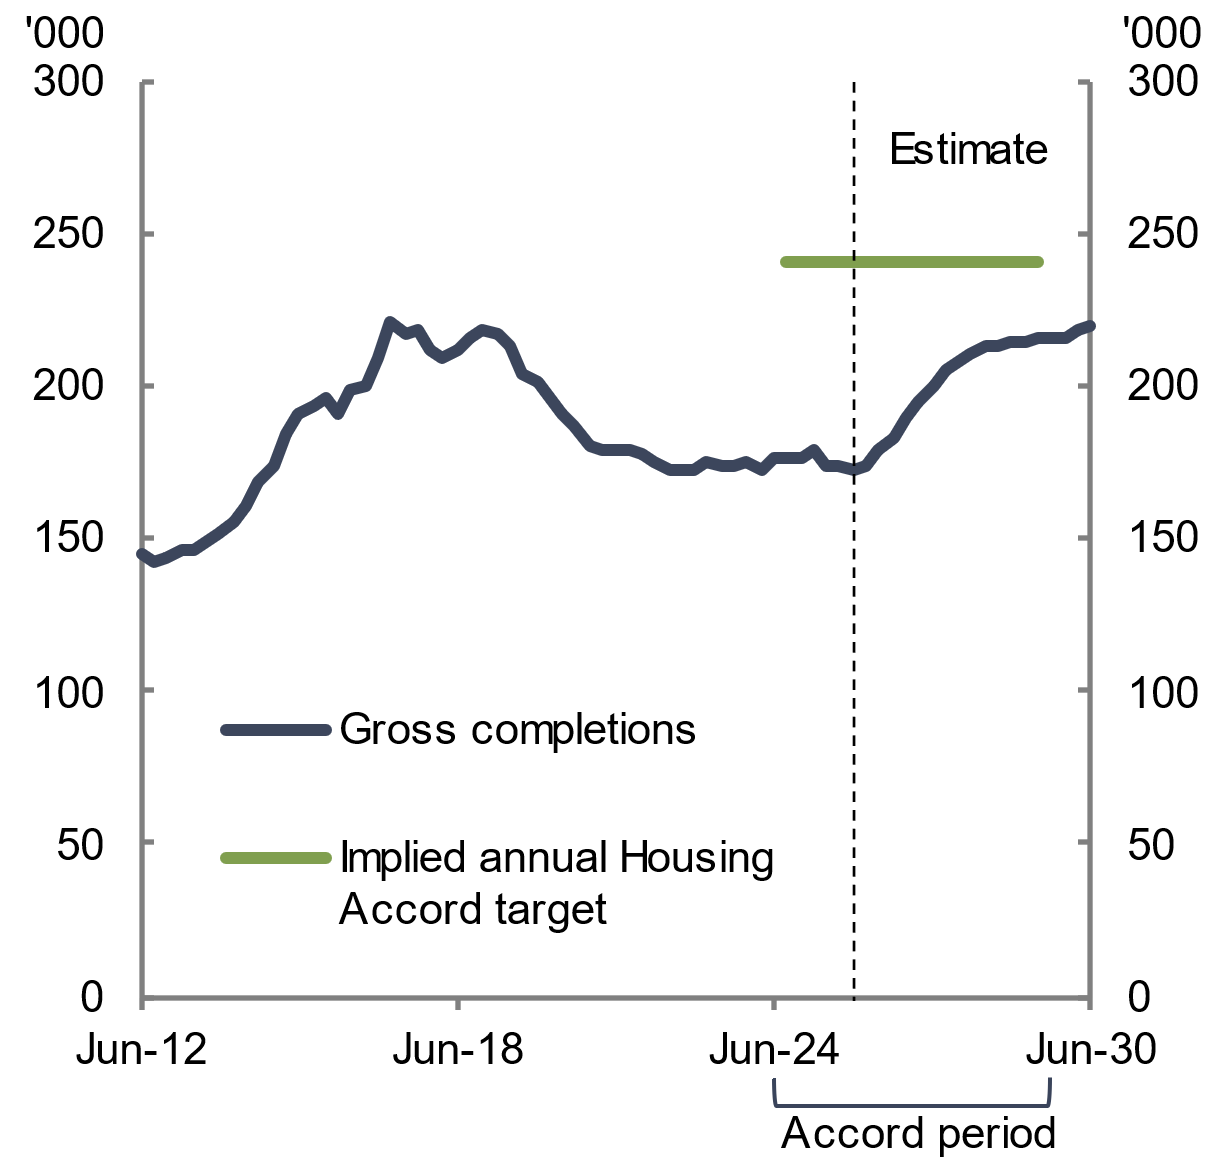 '000 '000
300 300
Estimate
250 250
200 200
150 150
100 100
Gross completions
50 50
Implied annual Housing
Accord target
0 0
Jun-12 Jun-18 Jun-24 Jun-30
Accord period